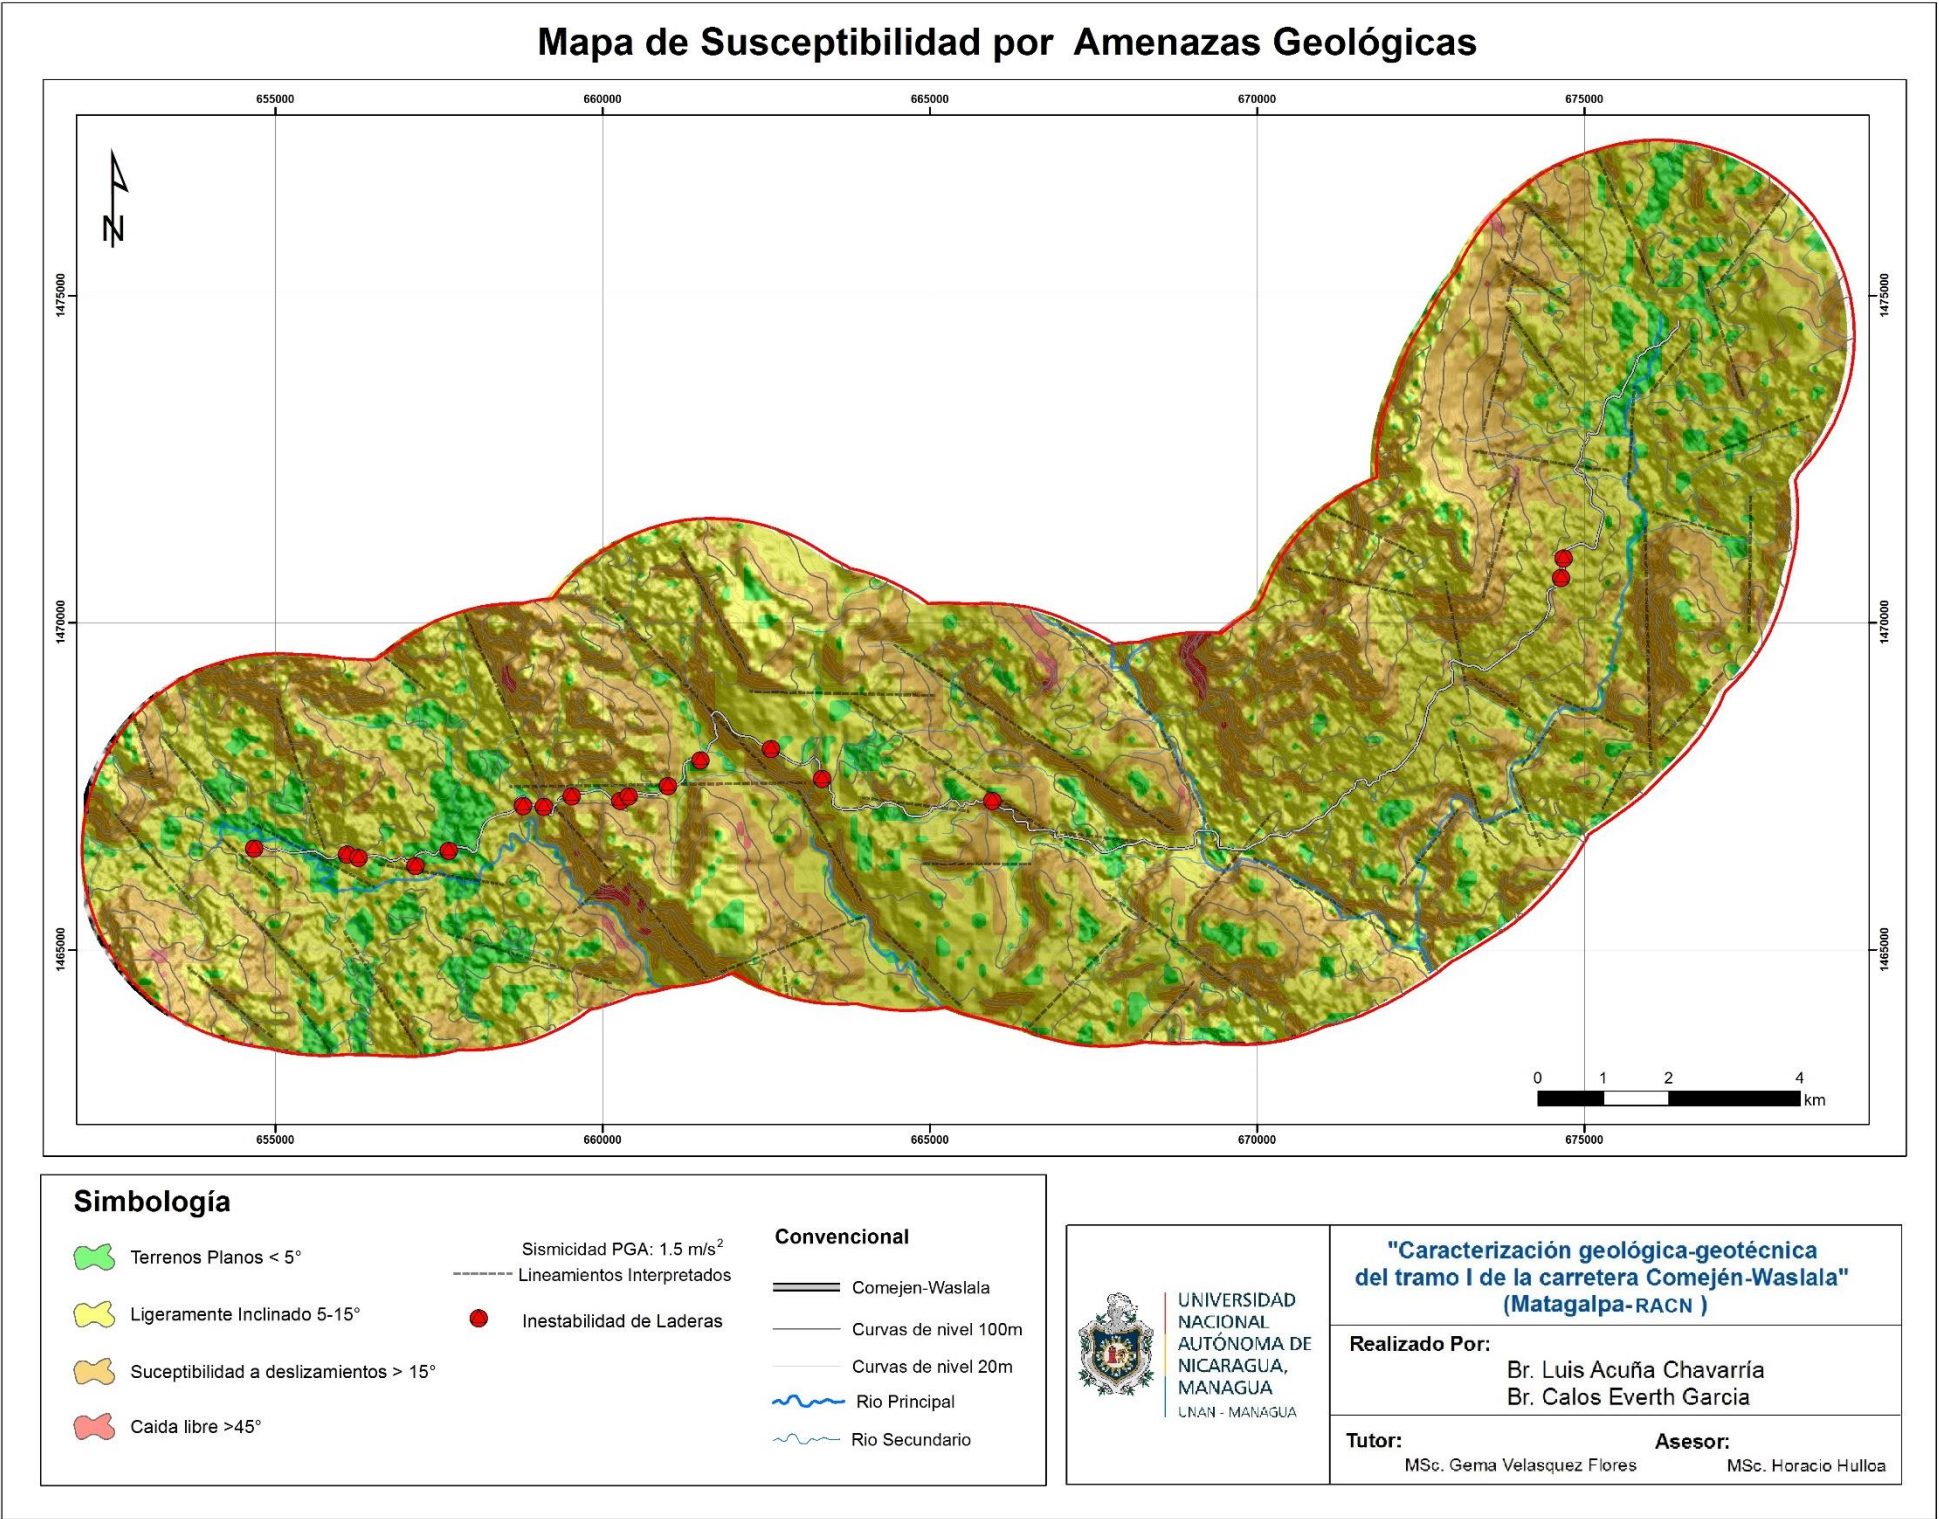 Mapa de Susceptibilidad por Amenazas Geológicas
655000 660000 665000 670000 675000
N
1475000 1475000
1470000 1470000
1465000 1465000
0 1 2 4
km
655000 660000 665000 670000 675000
Simbología
Terrenos Planos < 5°
Ligeramente Inclinado 5-15°
Suceptibilidad a deslizamientos > 15°
Caida libre >45°
Sismicidad PGA: 1.5 m/s²
Lineamientos Interpretados
Inestabilidad de Laderas
Convencional
Comejen-Waslala
Curvas de nivel 100m
Curvas de nivel 20m
Rio Principal
Rio Secundario
UNIVERSIDAD
NACIONAL
AUTÓNOMA DE
NICARAGUA,
MANAGUA
UNAN - MANAGUA
"Caracterización geológica-geotécnica
del tramo I de la carretera Comején-Waslala"
(Matagalpa-RACN )
Realizado Por:
Br. Luis Acuña Chavarría
Br. Calos Everth Garcia
Tutor:
MSc. Gema Velasquez Flores
Asesor:
MSc. Horacio Hulloa